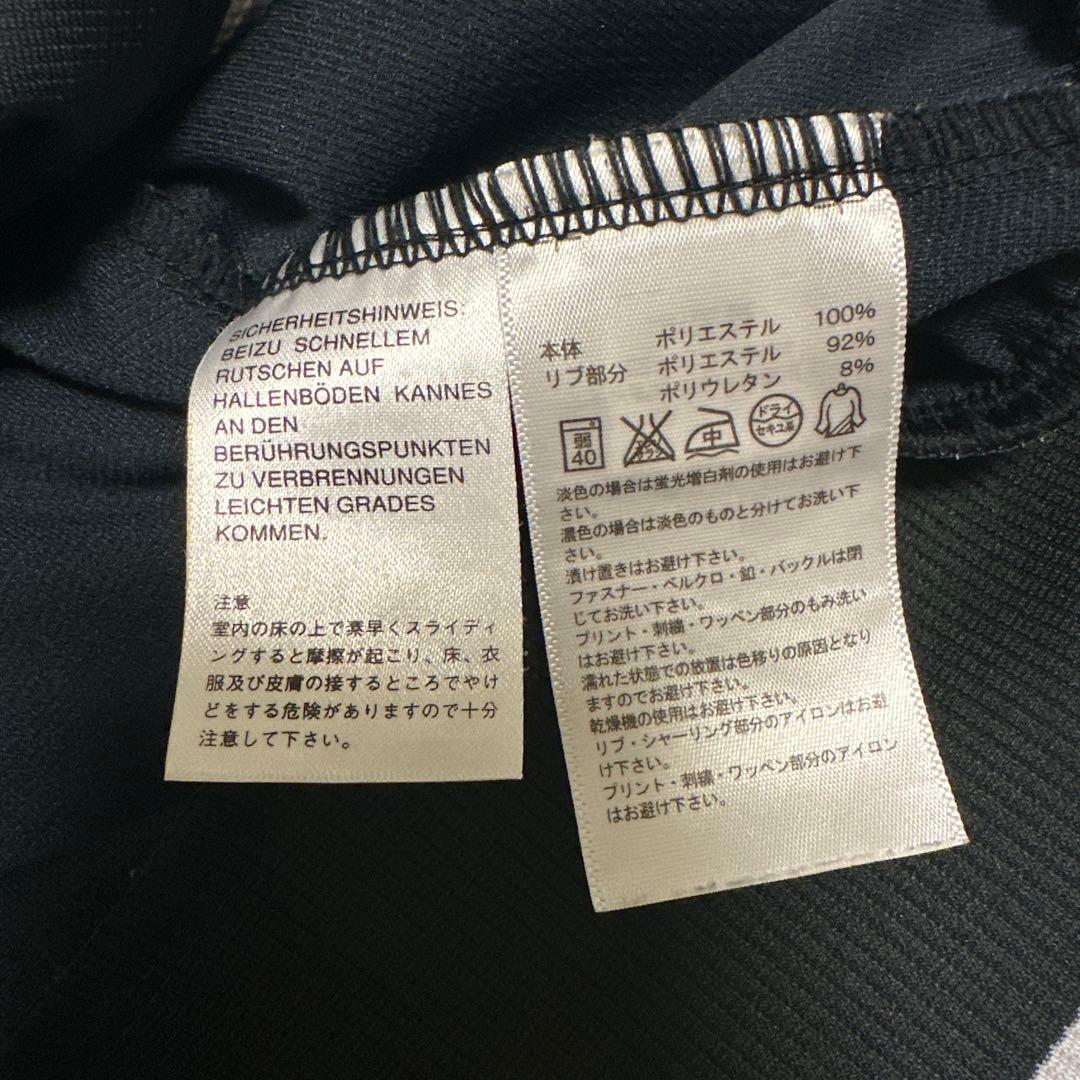 SICHERHEITSHINWEIS:
BEIZU SCHNELLEM
RUTSCHEN AUF
HALLENBÖDEN KANNES
AN DEN
BERÜHRUNGSPUNKTEN
ZU VERBRENNUNGEN
LEICHTEN GRADES
KOMMEN.
注意
室内の床の上で素早くスライディ
ングすると摩擦が起こり、床、衣
服及び皮膚の接するところでやけ
どをする危険がありますので十分
注意して下さい。
本体 ポリエステル 100%
リブ部分 ポリエステル 92%
ポリウレタン 8%
弱 40 中 ドライ セキユ系
淡色の場合は蛍光増白剤の使用はお避け下
さい。
濃色の場合は淡色のものと分けてお洗い下
さい。
漬け置きはお避け下さい。
ファスナー・ベルクロ・釦・バックルは閉
じてお洗い下さい。
プリント・刺繍・ワッペン部分のもみ洗い
はお避け下さい。
濡れた状態での放置は色移りの原因となり
ますのでお避け下さい。
乾燥機の使用はお避け下さい。
リブ・シャーリング部分のアイロンはお避
け下さい。
プリント・刺繍・ワッペン部分のアイロン
はお避け下さい。